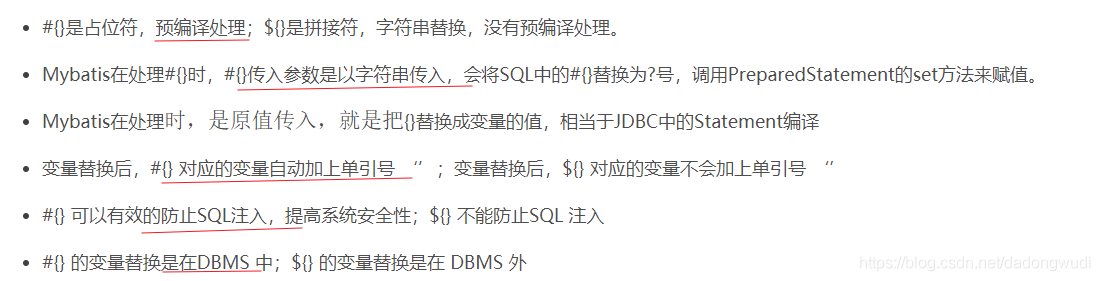 #{}是占位符，预编译处理；${}是拼接符，字符串替换，没有预编译处理。
Mybatis在处理#{}时，#{}传入参数是以字符串传入，会将SQL中的#{}替换为?号，调用PreparedStatement的set方法来赋值。
Mybatis在处理时，是原值传入，就是把{}替换成变量的值，相当于JDBC中的Statement编译
变量替换后，#{} 对应的变量自动加上单引号 ‘’；变量替换后，${} 对应的变量不会加上单引号 ‘’
#{} 可以有效的防止SQL注入，提高系统安全性；${} 不能防止SQL 注入
#{} 的变量替换是在DBMS 中；${} 的变量替换是在 DBMS 外
https://blog.csdn.net/dadongwudi